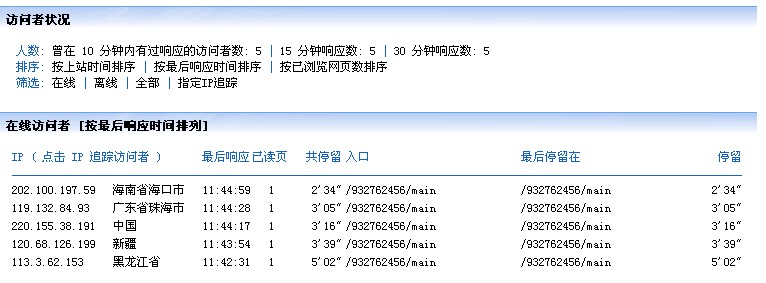 访问者状况
人数: 曾在 10 分钟内有过响应的访问者数: 5 | 15 分钟响应数: 5 | 30 分钟响应数: 5
排序: 按上站时间排序 | 按最后响应时间排序 | 按已浏览网页数排序
筛选: 在线 | 离线 | 全部 | 指定IP追踪
在线访问者 [按最后响应时间排列]
IP ( 点击 IP 追踪访问者 ) 最后响应 已读页 共停留 入口 最后停留在 停留
202.100.197.59 海南省海口市 11:44:59 1 2'34" /932762456/main /932762456/main 2'34"
119.132.84.93 广东省珠海市 11:44:28 1 3'05" /932762456/main /932762456/main 3'05"
220.155.38.191 中国 11:44:17 1 3'16" /932762456/main /932762456/main 3'16"
120.68.126.199 新疆 11:43:54 1 3'39" /932762456/main /932762456/main 3'39"
113.3.62.153 黑龙江省 11:42:31 1 5'02" /932762456/main /932762456/main 5'02"